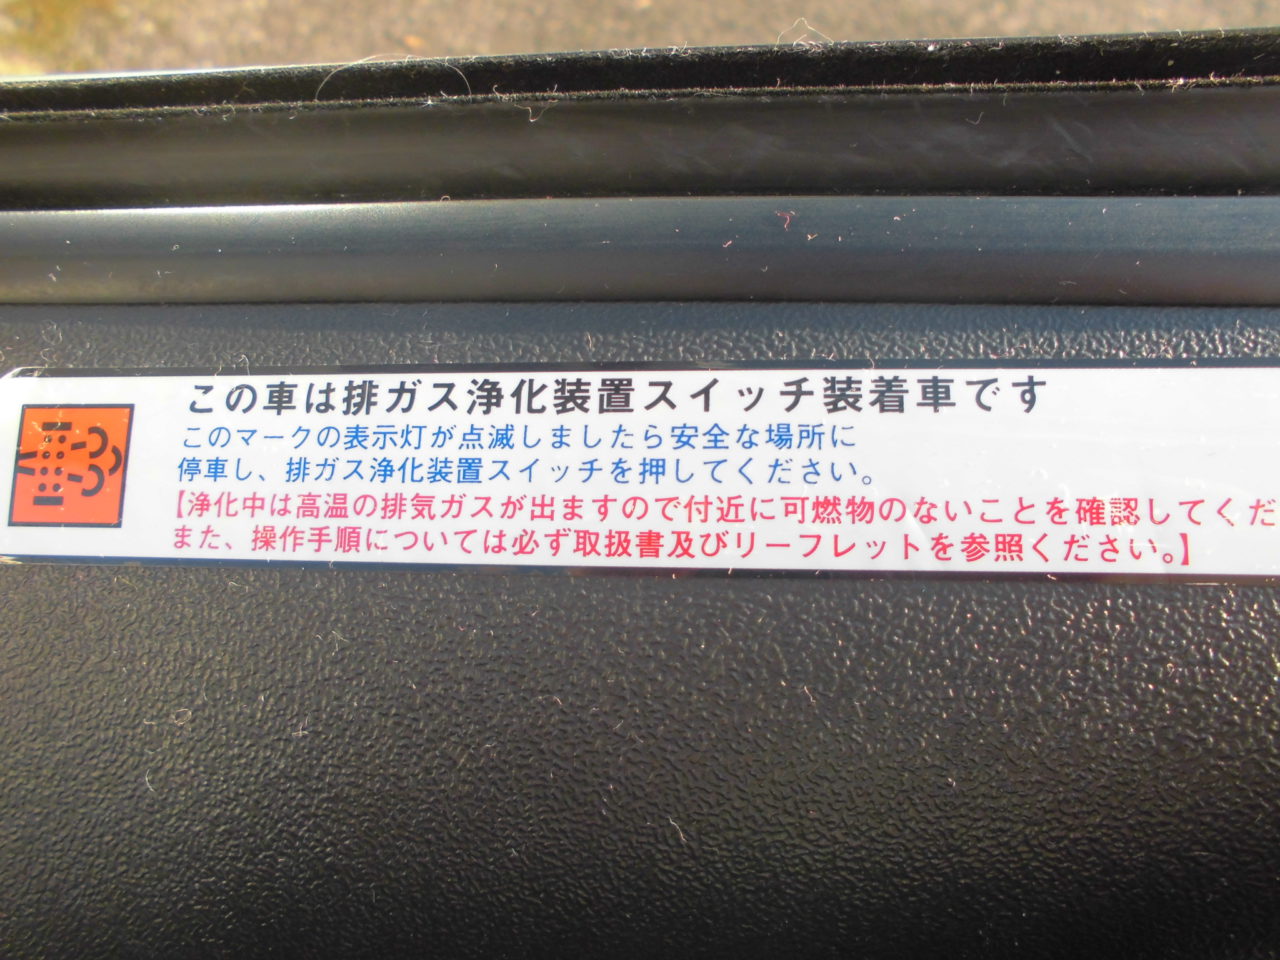 この車は排ガス浄化装置スイッチ装着車です
このマークの表示灯が点滅しましたら安全な場所に
停車し、排ガス浄化装置スイッチを押してください。
【浄化中は高温の排気ガスが出ますので付近に可燃物のないことを確認してくだ
また、操作手順については必ず取扱書及びリーフレットを参照ください。】